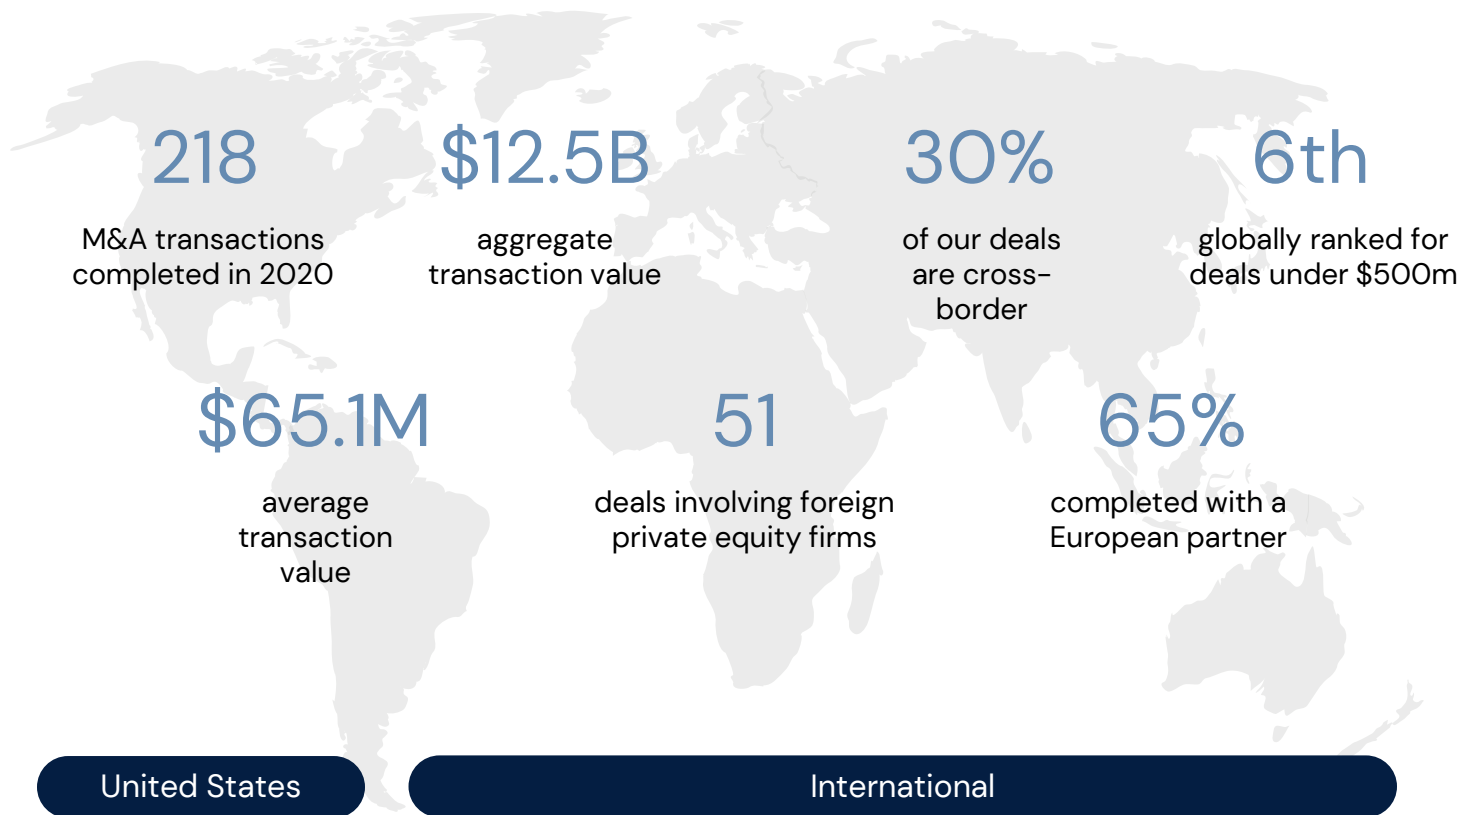 218
M&A transactions
completed in 2020
$12.5B
aggregate
transaction value
30%
of our deals
are cross-
border
6th
globally ranked for
deals under $500m
$65.1M
average
transaction
value
51
deals involving foreign
private equity firms
65%
completed with a
European partner
United States
International